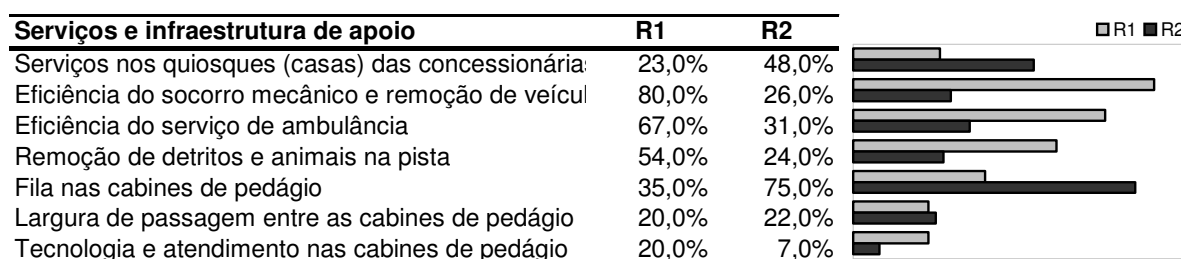 Serviços e infraestrutura de apoio R1 R2 R1 R2
Serviços nos quiosques (casas) das concessionárias 23,0% 48,0%
Eficiência do socorro mecânico e remoção de veícul 80,0% 26,0%
Eficiência do serviço de ambulância 67,0% 31,0%
Remoção de detritos e animais na pista 54,0% 24,0%
Fila nas cabines de pedágio 35,0% 75,0%
Largura de passagem entre as cabines de pedágio 20,0% 22,0%
Tecnologia e atendimento nas cabines de pedágio 20,0% 7,0%